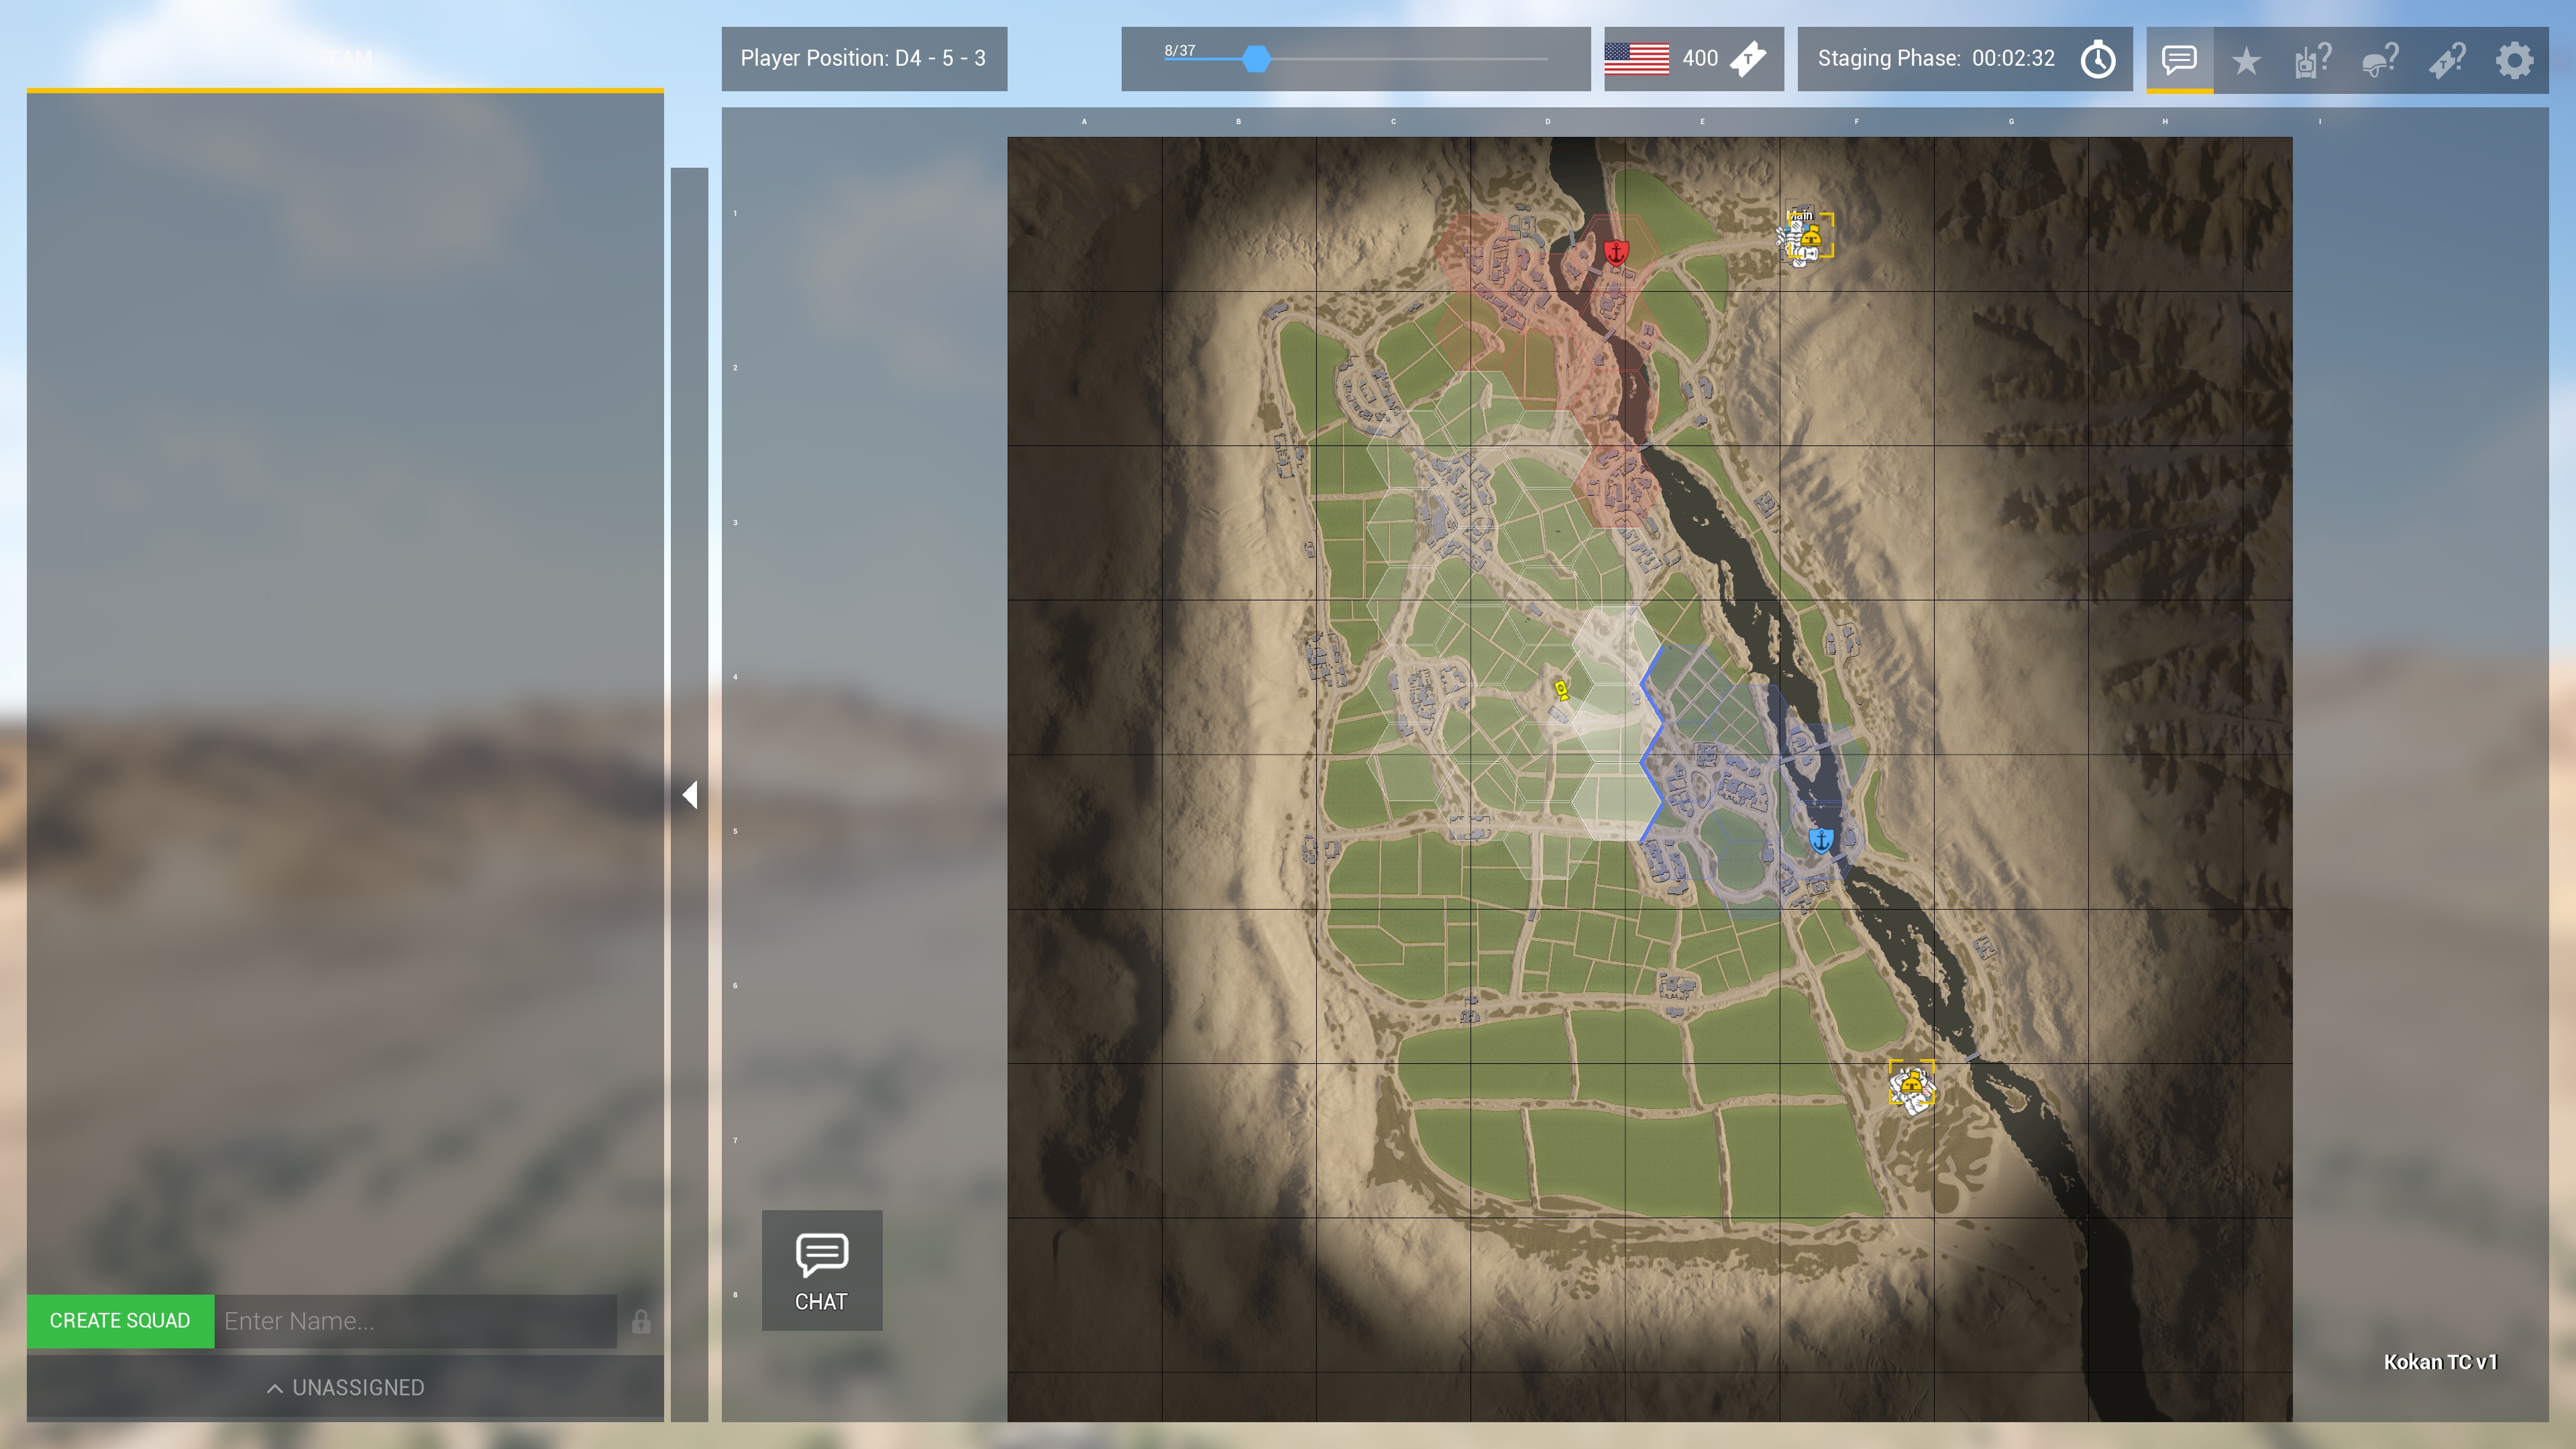 Player Position: D4 - 5 - 3
8/37
400
Staging Phase: 00:02:32
A B C D E F G H I
1
2
3
4
5
6
7
8
Main
CHAT
CREATE SQUAD
Enter Name...
UNASSIGNED
Kokan TC v1